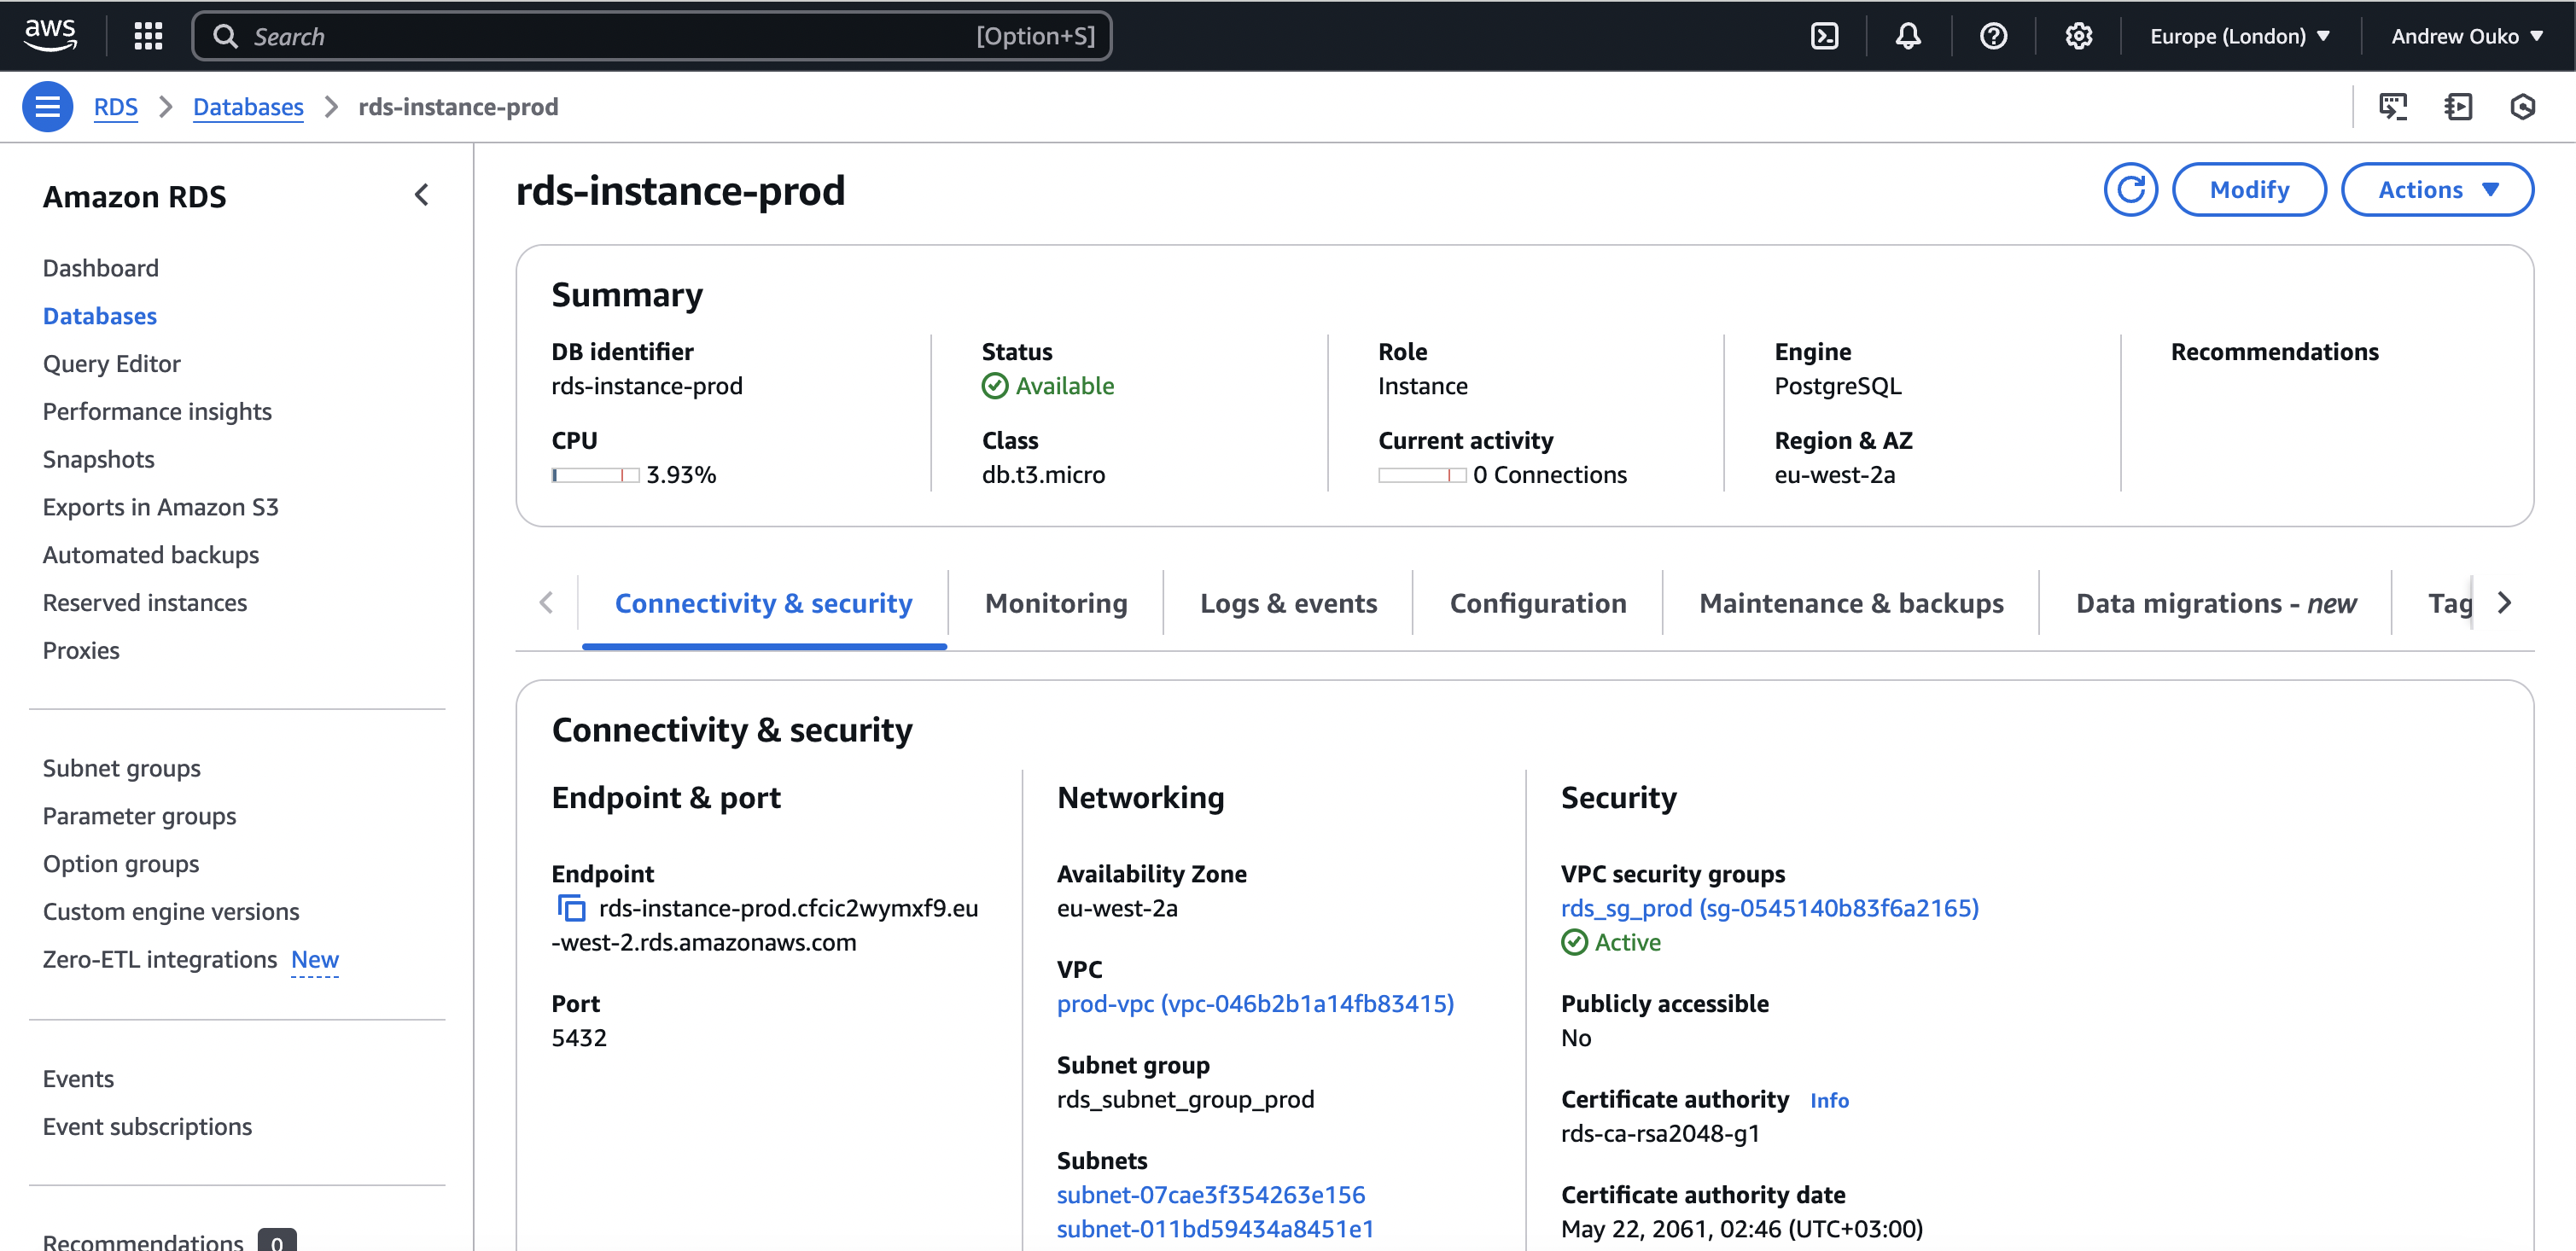 aws
Search
[Option+S]
Europe (London)
Andrew Ouko
RDS
Databases
rds-instance-prod
Amazon RDS
Dashboard
Databases
Query Editor
Performance insights
Snapshots
Exports in Amazon S3
Automated backups
Reserved instances
Proxies
Subnet groups
Parameter groups
Option groups
Custom engine versions
Zero-ETL integrations New
Events
Event subscriptions
Recommendations 0
rds-instance-prod
Modify
Actions
Summary
DB identifier
rds-instance-prod
CPU
3.93%
Status
Available
Class
db.t3.micro
Role
Instance
Current activity
0 Connections
Engine
PostgreSQL
Region & AZ
eu-west-2a
Recommendations
Connectivity & security
Monitoring
Logs & events
Configuration
Maintenance & backups
Data migrations - new
Tag
Connectivity & security
Endpoint & port
Endpoint
rds-instance-prod.cfcic2wymxf9.eu
-west-2.rds.amazonaws.com
Port
5432
Networking
Availability Zone
eu-west-2a
VPC
prod-vpc (vpc-046b2b1a14fb83415)
Subnet group
rds_subnet_group_prod
Subnets
subnet-07cae3f354263e156
subnet-011bd59434a8451e1
Security
VPC security groups
rds_sg_prod (sg-0545140b83f6a2165)
Active
Publicly accessible
No
Certificate authority Info
rds-ca-rsa2048-g1
Certificate authority date
May 22, 2061, 02:46 (UTC+03:00)